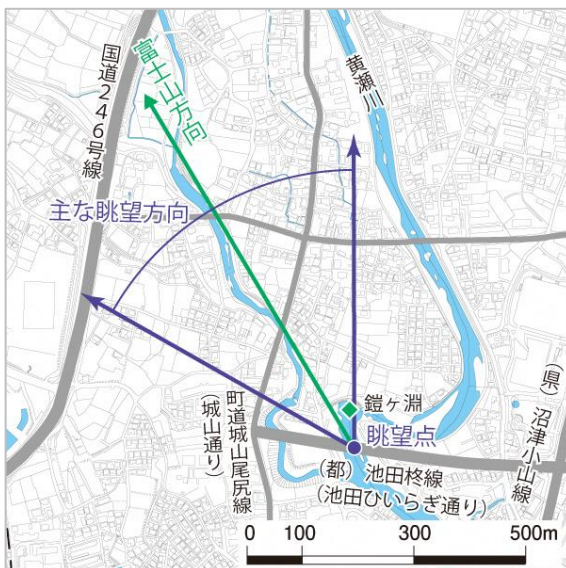 国道246号線
富士山方向
黄瀬川
主な眺望方向
鎧ヶ淵
眺望点
町道城山尾尻線
(城山通り)
(都)池田柊線
(池田ひいらぎ通り)
(県)沼津小山線
0 100 300 500m